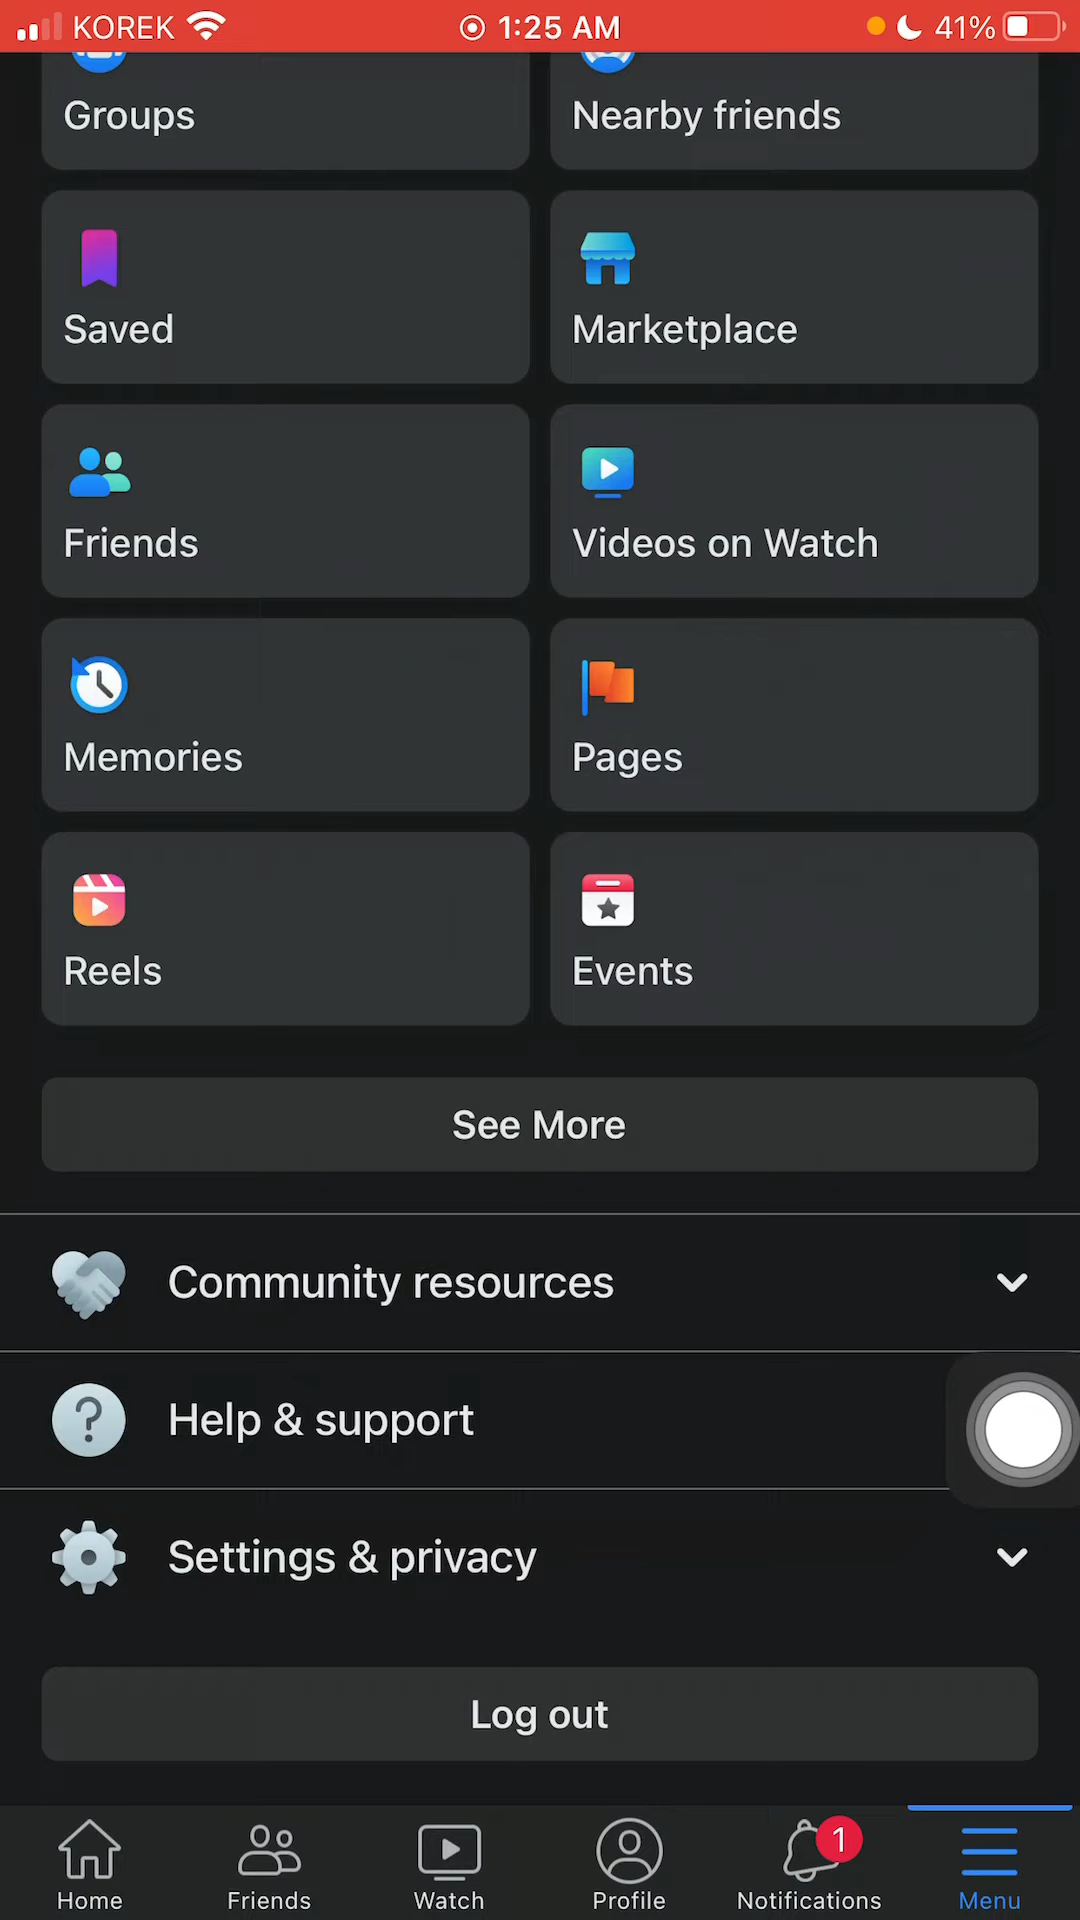 KOREK 1:25 AM 41%
Groups Nearby friends
Saved Marketplace
Friends Videos on Watch
Memories Pages
Reels Events
See More
Community resources
Help & support
Settings & privacy
Log out
1
Home Friends Watch Profile Notifications Menu